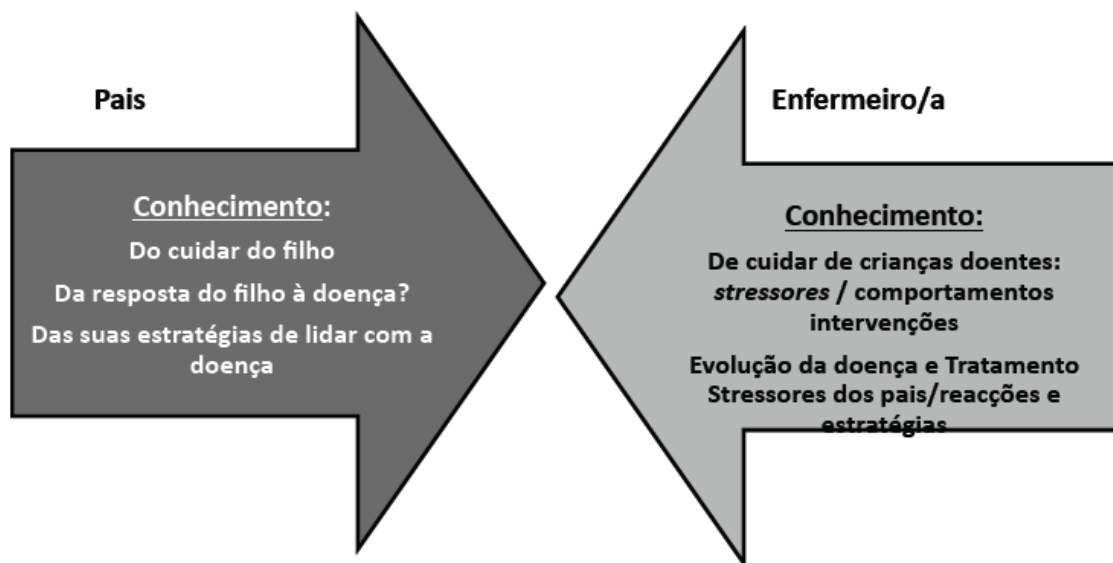 Pais
Conhecimento:
Do cuidar do filho
Da resposta do filho à doença?
Das suas estratégias de lidar com a
doença
Enfermeiro/a
Conhecimento:
De cuidar de crianças doentes:
stressores / comportamentos
intervenções
Evolução da doença e Tratamento
Stressores dos pais/reacções e
estratégias